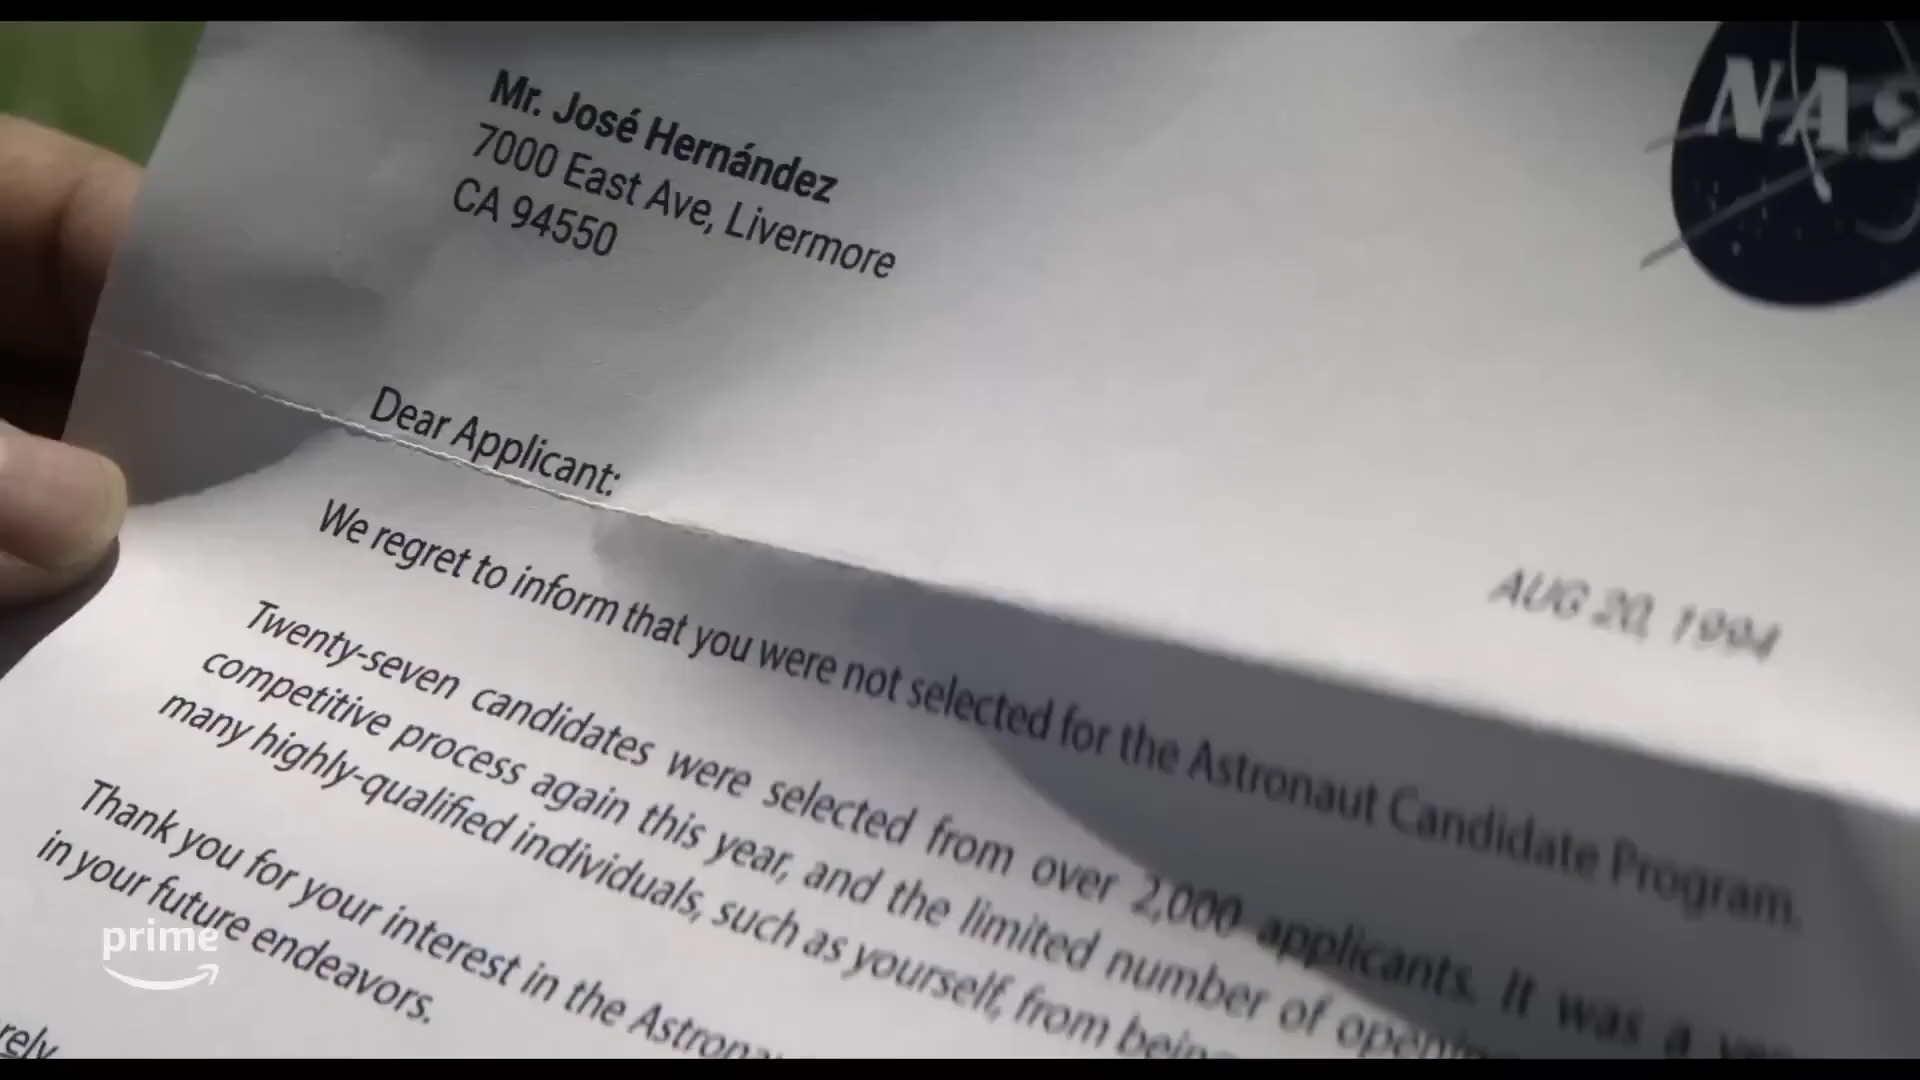 Mr. José Hernández
7000 East Ave, Livermore
CA 94550
NAS
AUG 20, 1994
Dear Applicant:
We regret to inform that you were not selected for the Astronaut Candidate Program.
Twenty-seven candidates were selected from over 2,000 applicants. It was a
competitive process again this year, and the limited number of
many highly-qualified individuals, such as yourself, from being
Thank you for your interest in the
in your future endeavors.
prime